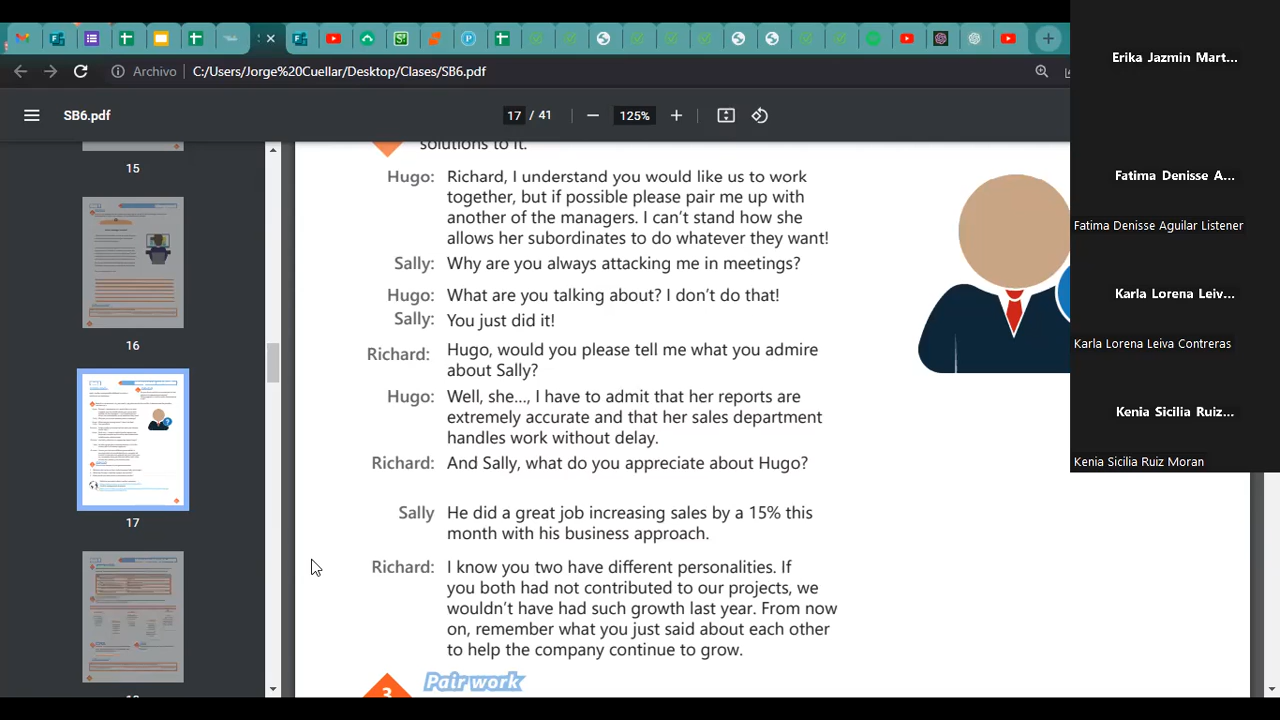 Archivo C:/Users/Jorge%20Cuellar/Desktop/Clases/SB6.pdf
SB6.pdf
17 / 41
125%
solutions to it.
Hugo: Richard, I understand you would like us to work
together, but if possible please pair me up with
another of the managers. I can't stand how she
allows her subordinates to do whatever they want!
Sally: Why are you always attacking me in meetings?
Hugo: What are you talking about? I don't do that!
Sally: You just did it!
Richard: Hugo, would you please tell me what you admire
about Sally?
Hugo: Well, she..., I have to admit that her reports are
extremely accurate and that her sales department
handles work without delay.
Richard: And Sally, what do you appreciate about Hugo?
Sally He did a great job increasing sales by a 15% this
month with his business approach.
Richard: I know you two have different personalities. If
you both had not contributed to our projects, we
wouldn't have had such growth last year. From now
on, remember what you just said about each other
to help the company continue to grow.
3 Pair work
15
16
17
Erika Jazmin Mart...
Fatima Denisse A...
Fatima Denisse Aguilar Listener
Karla Lorena Leiv...
Karla Lorena Leiva Contreras
Kenia Sicilia Ruiz...
Kenia Sicilia Ruiz Moran